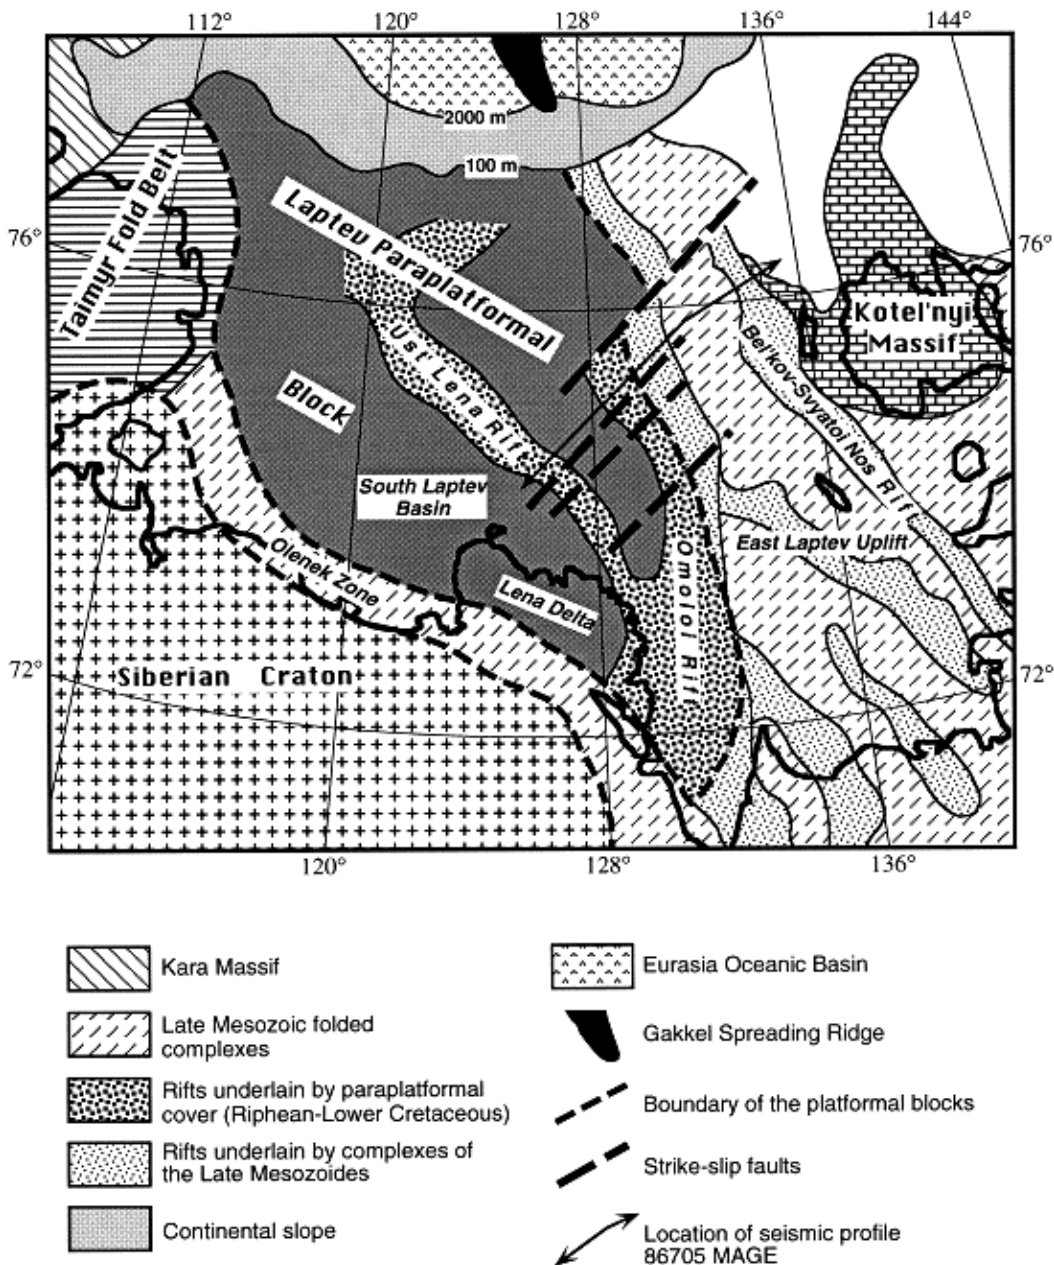 112°
120°
128°
136°
144°
2000 m
100 m
Taimyr Fold Belt
Laptev Paraplatformal
76°
76°
Kotel'nyi
Massif
Ust' Lena Rift
Bel'kov-Svyatoi Nos Rift
Block
South Laptev
Basin
East Laptev Uplift
Omoloi Rift
Olenek Zone
Lena Delta
72°
72°
Siberian Craton
120°
128°
136°
Kara Massif
Late Mesozoic folded
complexes
Rifts underlain by paraplatformal
cover (Riphean-Lower Cretaceous)
Rifts underlain by complexes of
the Late Mesozoides
Continental slope
Eurasia Oceanic Basin
Gakkel Spreading Ridge
Boundary of the platformal blocks
Strike-slip faults
Location of seismic profile
86705 MAGE